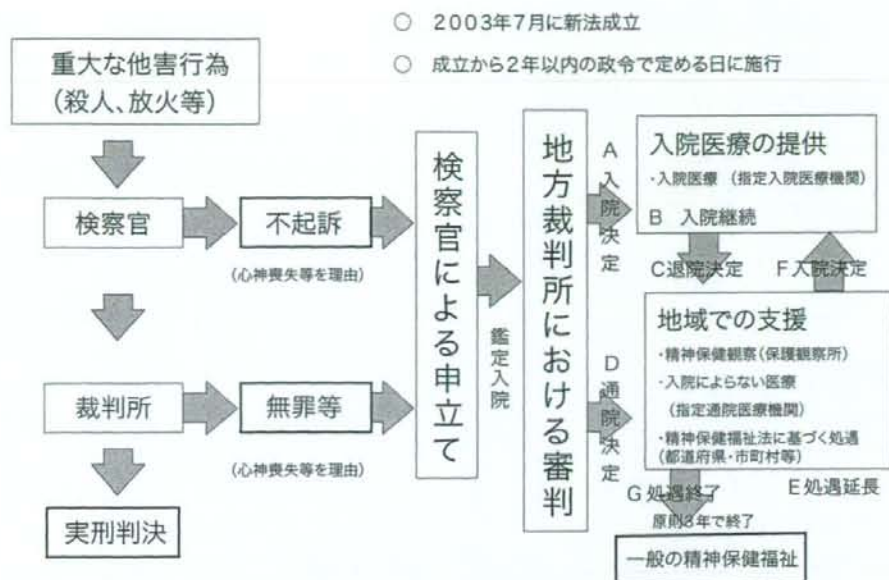 ○ 2003年7月に新法成立
○ 成立から2年以内の政令で定める日に施行
重大な他害行為
(殺人、放火等)
検察官
不起訴
(心神喪失等を理由)
裁判所
無罪等
(心神喪失等を理由)
実刑判決
検察官による申立て
鑑定入院
地方裁判所における審判
A入院決定
D通院決定
入院医療の提供
・入院医療 (指定入院医療機関)
B 入院継続
C退院決定
F入院決定
地域での支援
・精神保健観察(保護観察所)
・入院によらない医療
(指定通院医療機関)
・精神保健福祉法に基づく処遇
(都道府県・市町村等)
G処遇終了
E処遇延長
原則3年で終了
一般の精神保健福祉